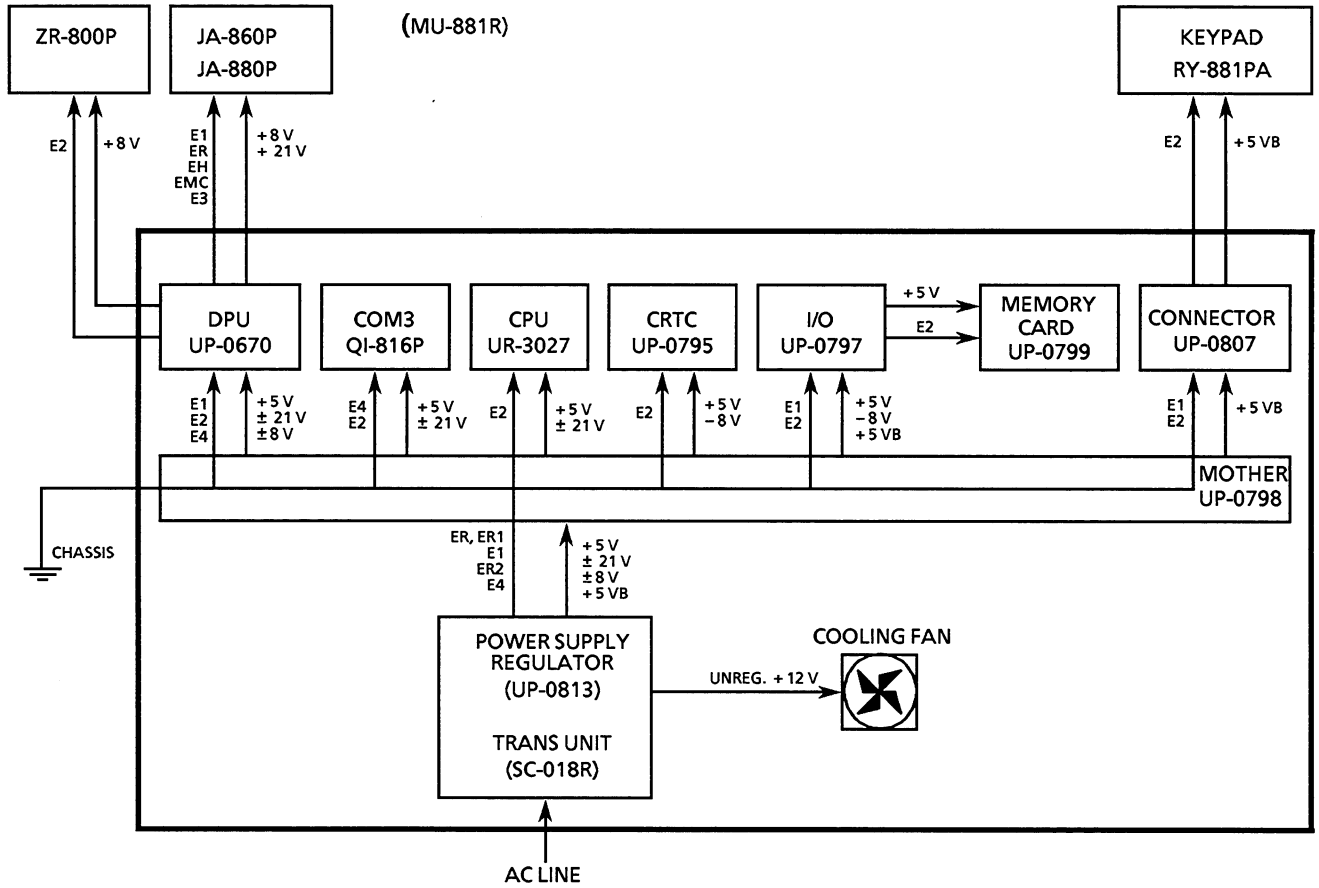 ZR-800P
JA-860P
JA-880P
(MU-881R)
KEYPAD
RY-881PA
E2
+8 V
E1
ER
EH
EMC
E3
+8 V
+ 21 V
E2
+5 VB
DPU
UP-0670
COM3
QI-816P
CPU
UR-3027
CRTC
UP-0795
I/O
UP-0797
+5 V
E2
MEMORY
CARD
UP-0799
CONNECTOR
UP-0807
E1
E2
E4
+5 V
± 21 V
±8 V
E4
E2
+5 V
± 21 V
E2
+5 V
± 21 V
E2
+5 V
–8 V
E1
E2
+5 V
–8 V
+5 VB
E1
E2
+5 VB
MOTHER
UP-0798
CHASSIS
ER, ER1
E1
ER2
E4
+5 V
± 21 V
±8 V
+5 VB
POWER SUPPLY
REGULATOR
(UP-0813)
TRANS UNIT
(SC-018R)
UNREG. +12 V
COOLING FAN
AC LINE